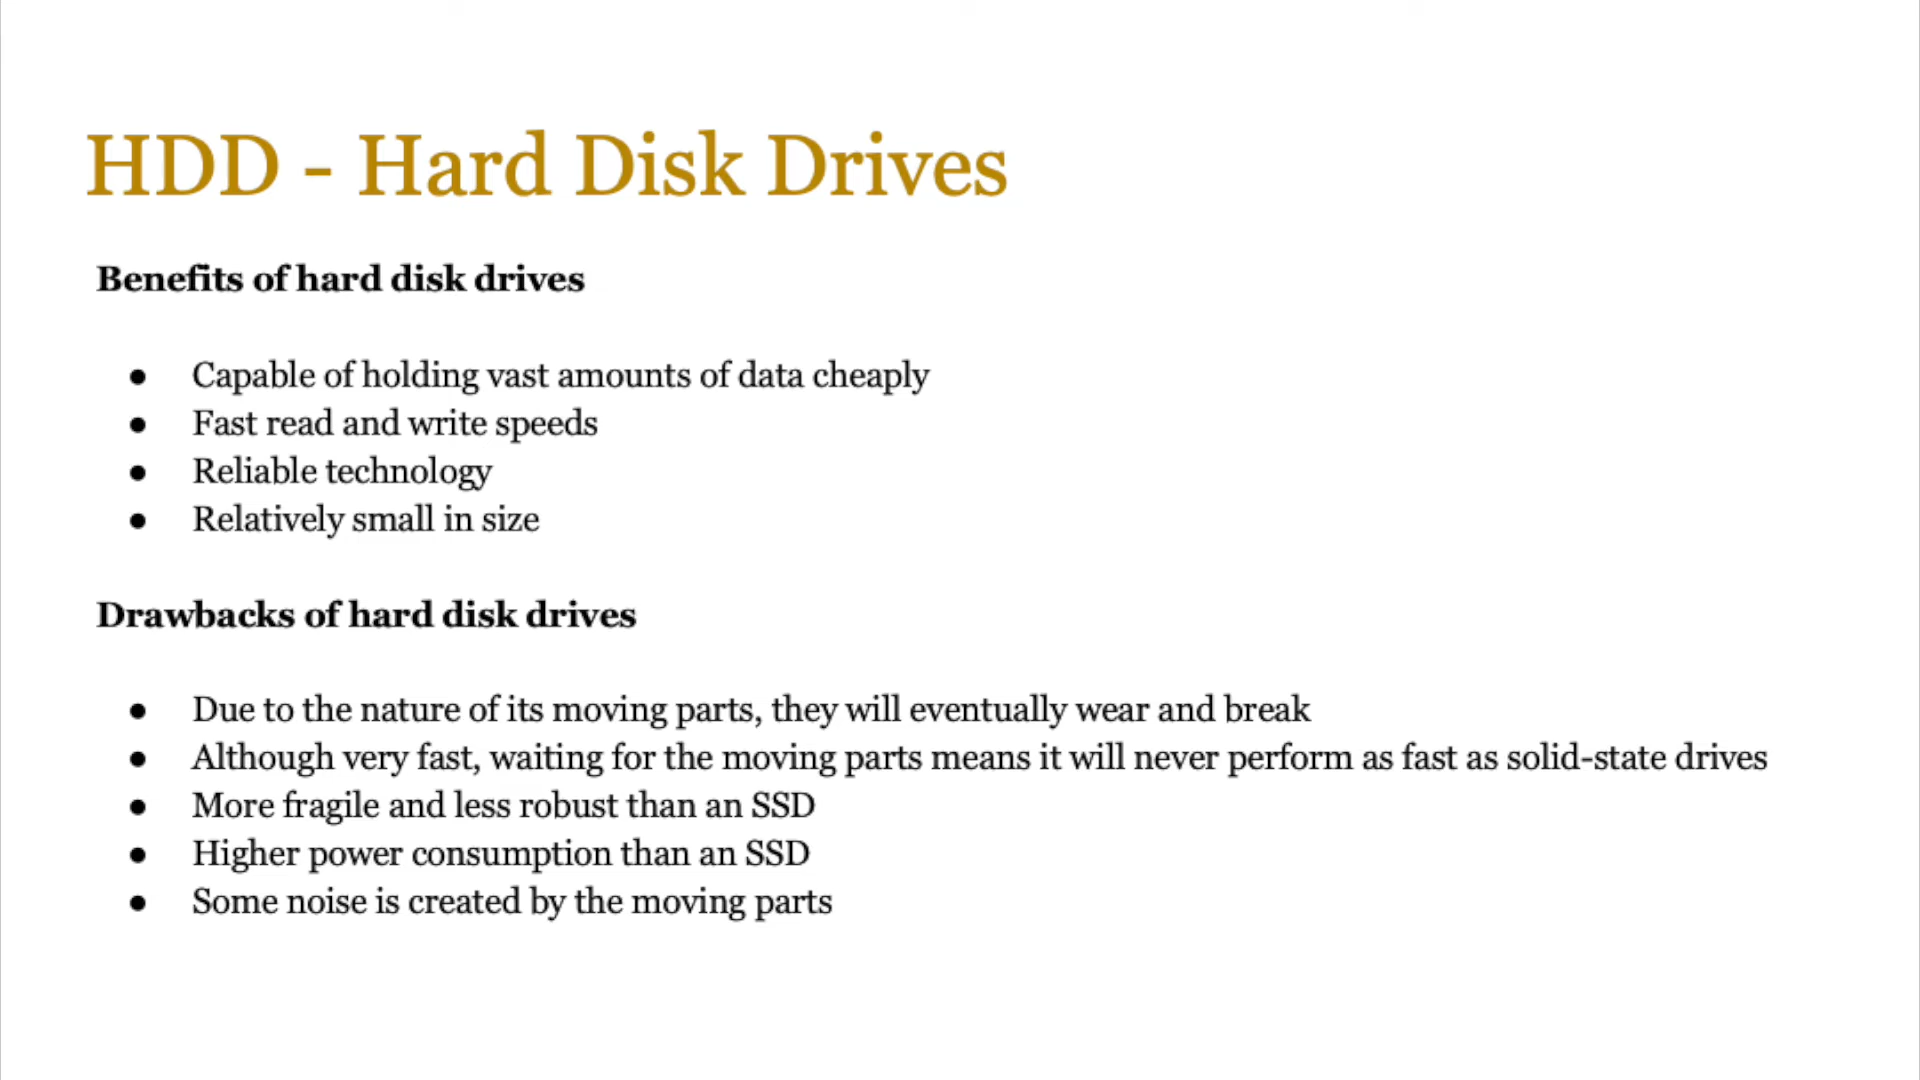 HDD - Hard Disk Drives
Benefits of hard disk drives
● Capable of holding vast amounts of data cheaply
● Fast read and write speeds
● Reliable technology
● Relatively small in size
Drawbacks of hard disk drives
● Due to the nature of its moving parts, they will eventually wear and break
● Although very fast, waiting for the moving parts means it will never perform as fast as solid-state drives
● More fragile and less robust than an SSD
● Higher power consumption than an SSD
● Some noise is created by the moving parts